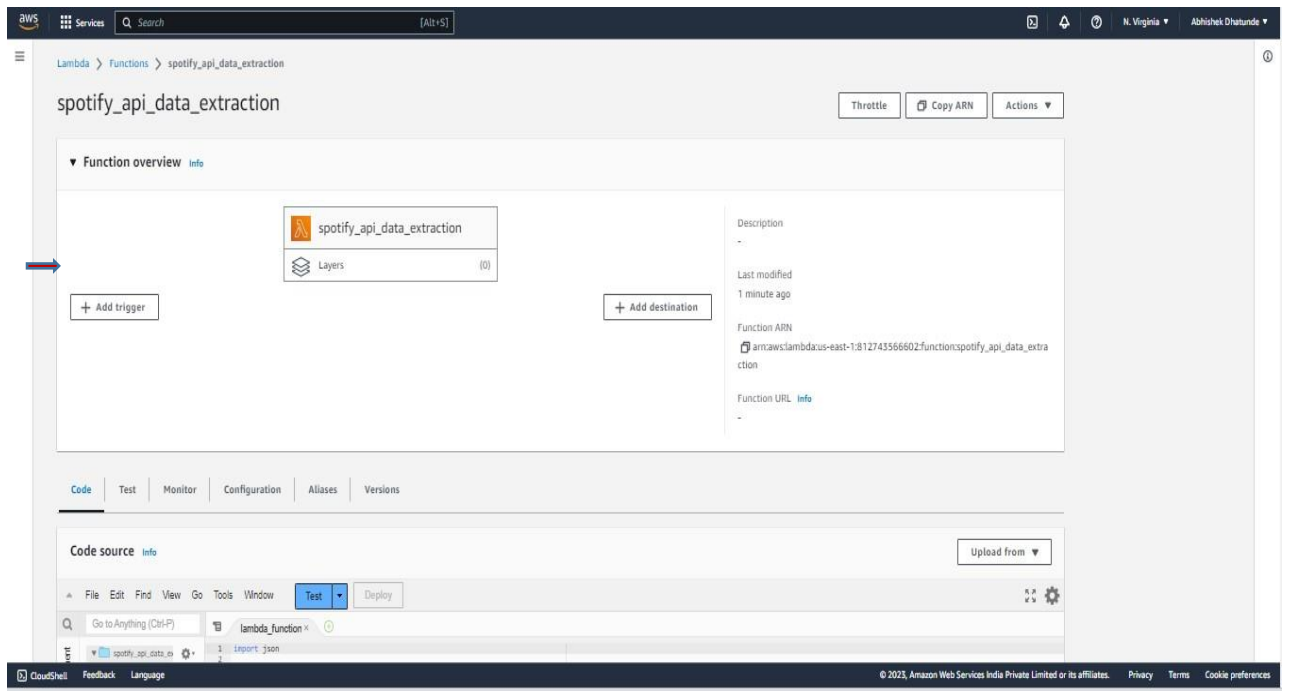 aws Services Search [Alt+S] N. Virginia Abhishek Dhatunde
Lambda Functions spotify_api_data_extraction
spotify_api_data_extraction
Throttle Copy ARN Actions
Function overview Info
spotify_api_data_extraction
Layers (0)
+ Add trigger
+ Add destination
Description
-
Last modified
1 minute ago
Function ARN
arn:aws:lambda:us-east-1:812743566602:function:spotify_api_data_extra
ction
Function URL Info
-
Code Test Monitor Configuration Aliases Versions
Code source Info
Upload from
File Edit Find View Go Tools Window Test Deploy
Go to Anything (Ctrl-P)
lambda_function ×
spotify_api_data_e
1 import json
2
CloudShell Feedback Language © 2023, Amazon Web Services India Private Limited or its affiliates. Privacy Terms Cookie preferences